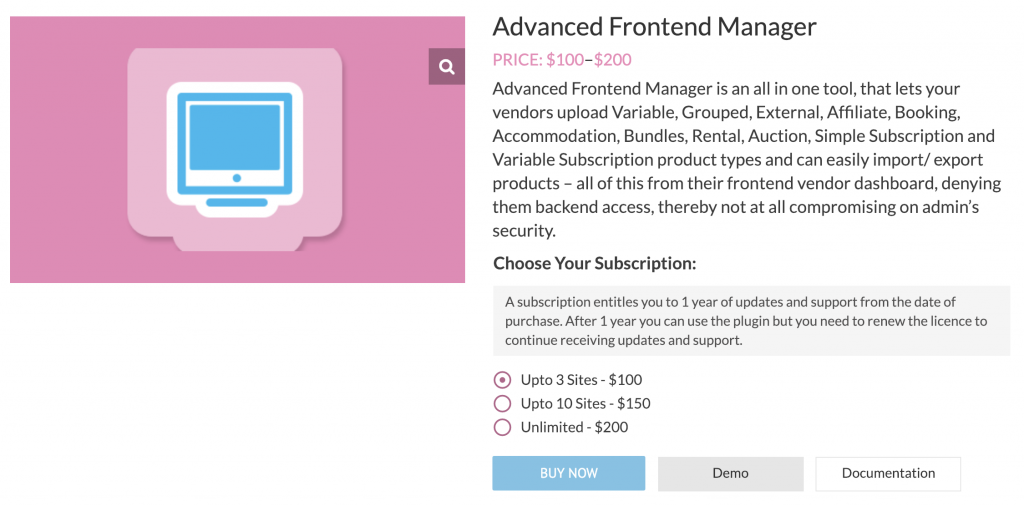 Advanced Frontend Manager
PRICE: $100–$200
Advanced Frontend Manager is an all in one tool, that lets your
vendors upload Variable, Grouped, External, Affiliate, Booking,
Accommodation, Bundles, Rental, Auction, Simple Subscription and
Variable Subscription product types and can easily import/ export
products – all of this from their frontend vendor dashboard, denying
them backend access, thereby not at all compromising on admin's
security.
Choose Your Subscription:
A subscription entitles you to 1 year of updates and support from the date of
purchase. After 1 year you can use the plugin but you need to renew the licence to
continue receiving updates and support.
Upto 3 Sites - $100
Upto 10 Sites - $150
Unlimited - $200
BUY NOW
Demo
Documentation